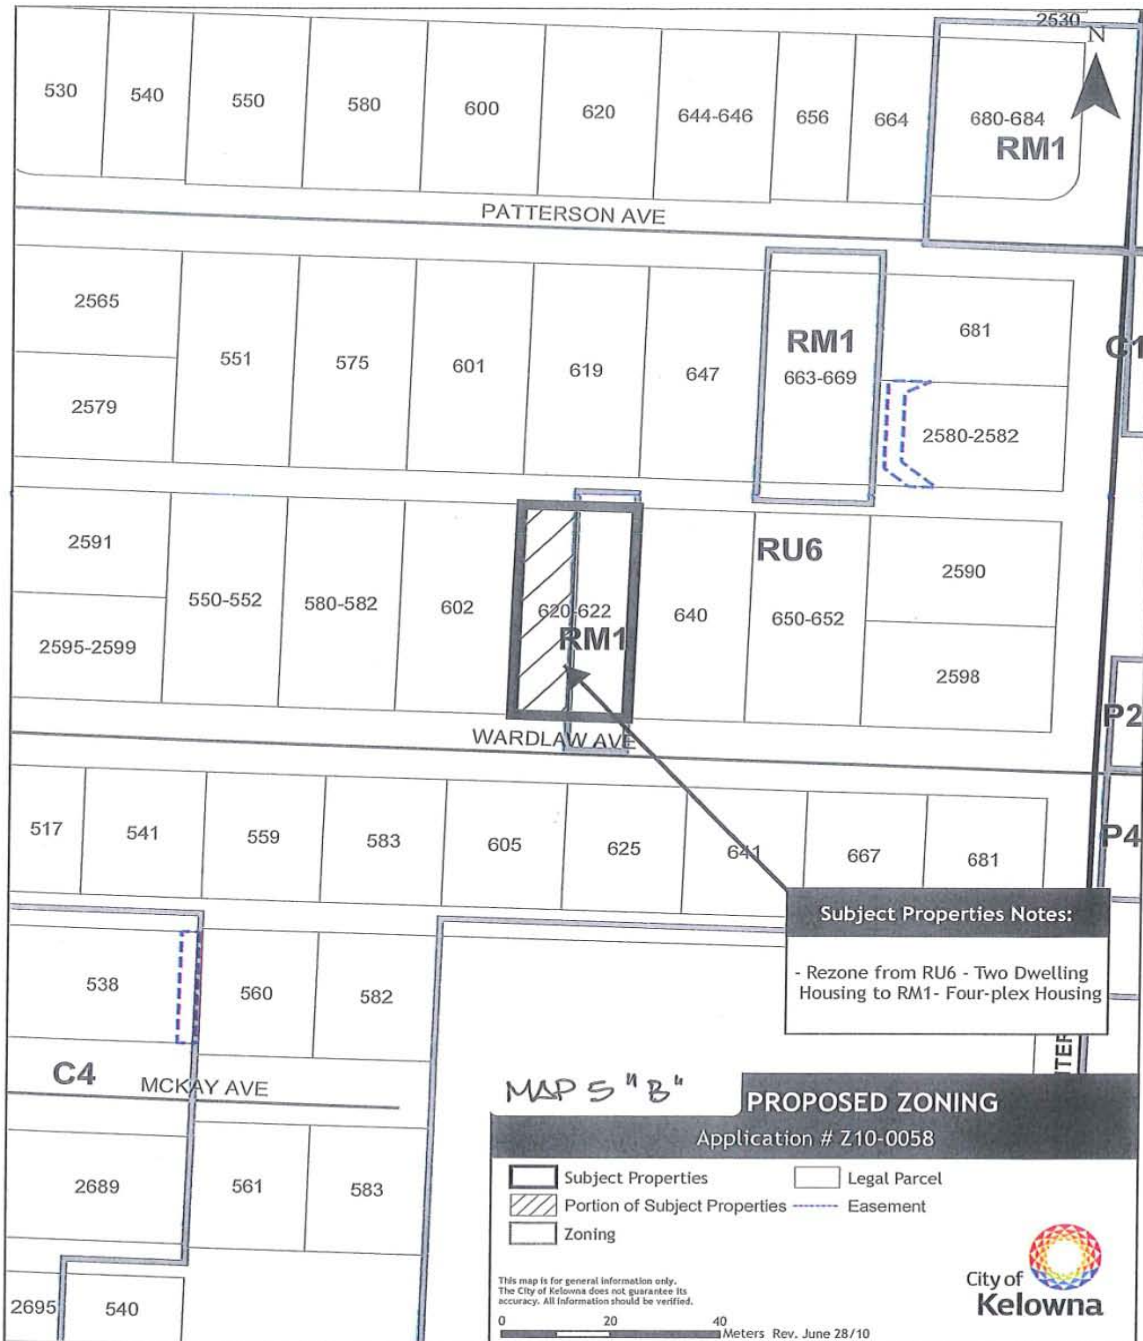 2530
N
530
540
550
580
600
620
644-646
656
664
680-684
RM1
PATTERSON AVE
2565
2579
551
575
601
619
647
RM1
663-669
681
2580-2582
C1
2591
2595-2599
550-552
580-582
602
620-622
RM1
640
RU6
650-652
2590
2598
P2
WARDLAW AVE
517
541
559
583
605
625
641
667
681
P4
Subject Properties Notes:
- Rezone from RU6 - Two Dwelling
Housing to RM1- Four-plex Housing
538
560
582
C4
MCKAY AVE
2689
561
583
2695
540
MAP 5 "B"
PROPOSED ZONING
Application # Z10-0058
Subject Properties
Legal Parcel
Portion of Subject Properties
Easement
Zoning
This map is for general information only.
The City of Kelowna does not guarantee its
accuracy. All information should be verified.
0 20 40
Meters Rev. June 28/10
City of
Kelowna